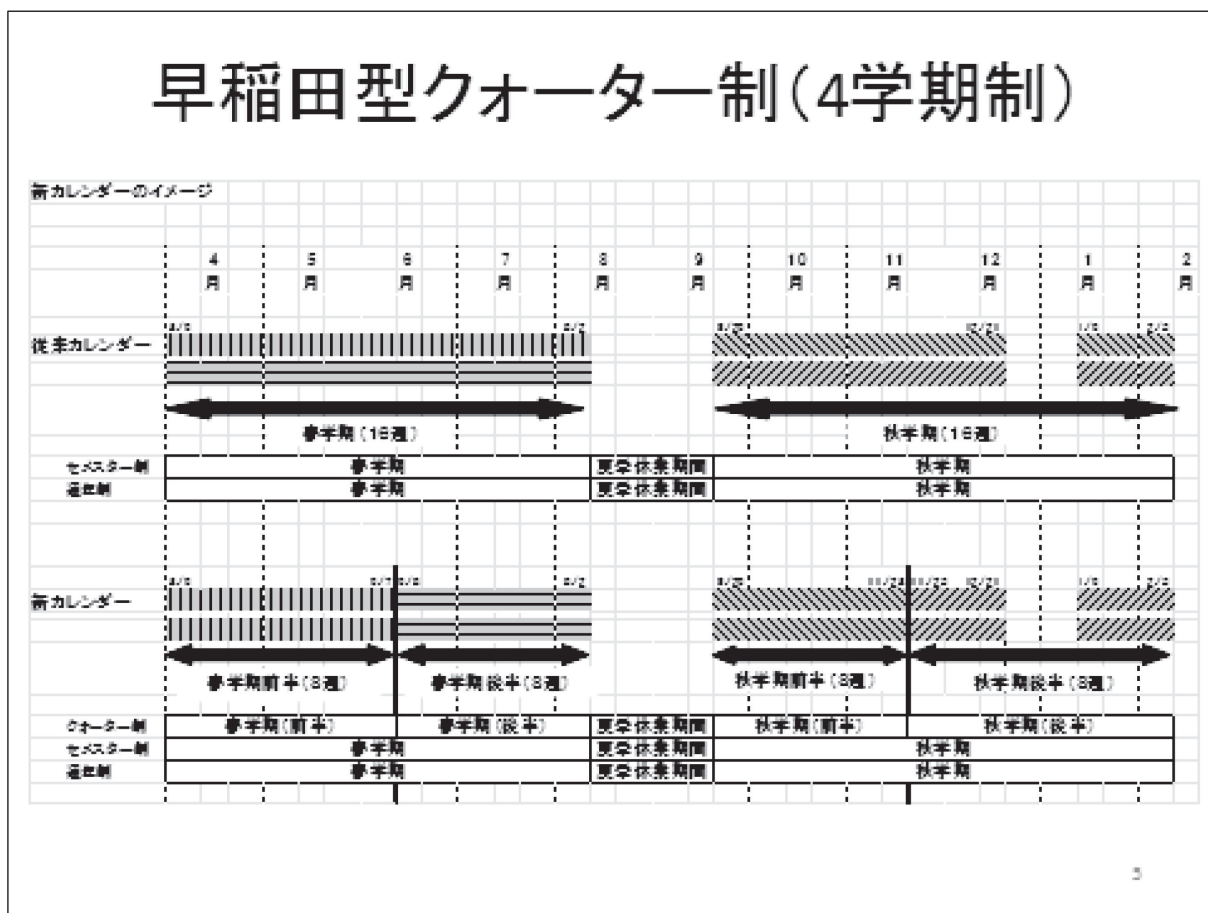 早稲田型クォーター制(4学期制)
新カレンダーのイメージ
4 5 6 7 8 9 10 11 12 1 2
月 月 月 月 月 月 月 月 月 月 月
従来カレンダー
春学期(16週) 秋学期(16週)
セメスター制 春学期 夏季休業期間 秋学期
通年制 春学期 夏季休業期間 秋学期
新カレンダー
春学期前半(8週) 春学期後半(8週) 秋学期前半(8週) 秋学期後半(8週)
クォーター制 春学期(前半) 春学期(後半) 夏季休業期間 秋学期(前半) 秋学期(後半)
セメスター制 春学期 夏季休業期間 秋学期
通年制 春学期 夏季休業期間 秋学期